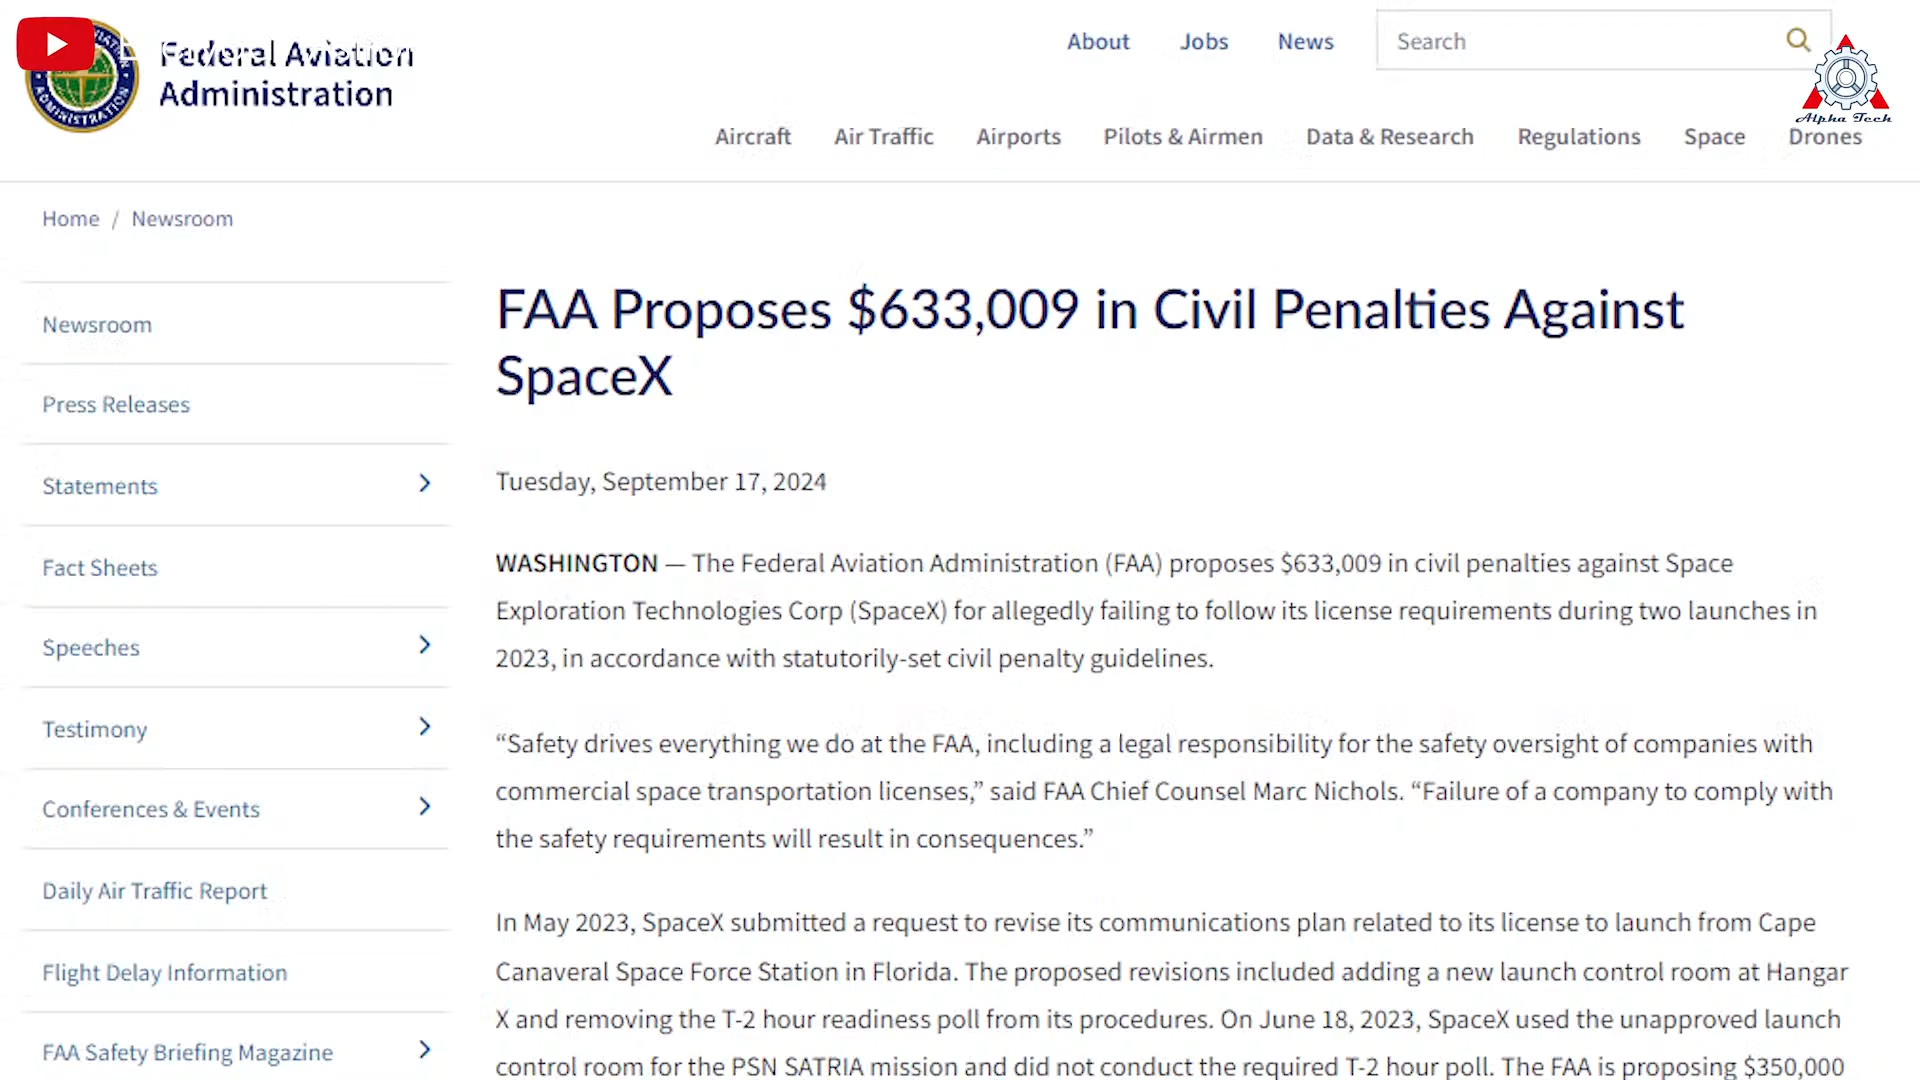 Federal Aviation
Administration
About
Jobs
News
Search
Alpha Tech
Aircraft
Air Traffic
Airports
Pilots & Airmen
Data & Research
Regulations
Space
Drones
Home / Newsroom
Newsroom
Press Releases
Statements
Fact Sheets
Speeches
Testimony
Conferences & Events
Daily Air Traffic Report
Flight Delay Information
FAA Safety Briefing Magazine
FAA Proposes $633,009 in Civil Penalties Against
SpaceX
Tuesday, September 17, 2024
WASHINGTON — The Federal Aviation Administration (FAA) proposes $633,009 in civil penalties against Space
Exploration Technologies Corp (SpaceX) for allegedly failing to follow its license requirements during two launches in
2023, in accordance with statutorily-set civil penalty guidelines.
“Safety drives everything we do at the FAA, including a legal responsibility for the safety oversight of companies with
commercial space transportation licenses,” said FAA Chief Counsel Marc Nichols. “Failure of a company to comply with
the safety requirements will result in consequences.”
In May 2023, SpaceX submitted a request to revise its communications plan related to its license to launch from Cape
Canaveral Space Force Station in Florida. The proposed revisions included adding a new launch control room at Hangar
X and removing the T-2 hour readiness poll from its procedures. On June 18, 2023, SpaceX used the unapproved launch
control room for the PSN SATRIA mission and did not conduct the required T-2 hour poll. The FAA is proposing $350,000